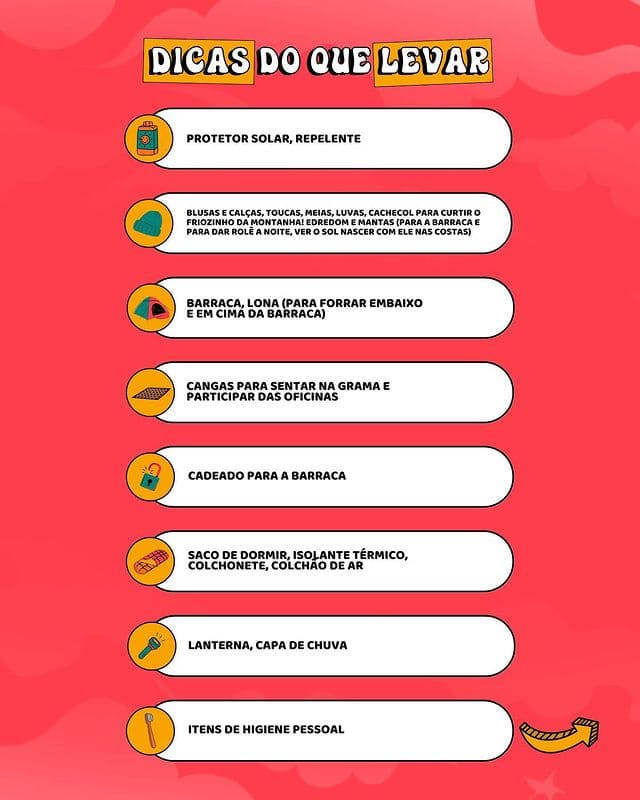 DICAS DO QUE LEVAR
PROTETOR SOLAR, REPELENTE
BLUSAS E CALÇAS, TOUCAS, MEIAS, LUVAS, CACHECOL PARA CURTIR O
FRIOZINHO DA MONTANHA! EDREDOM E MANTAS (PARA A BARRACA E
PARA DAR ROLÊ A NOITE, VER O SOL NASCER COM ELE NAS COSTAS)
BARRACA, LONA (PARA FORRAR EMBAIXO
E EM CIMA DA BARRACA)
CANGAS PARA SENTAR NA GRAMA E
PARTICIPAR DAS OFICINAS
CADEADO PARA A BARRACA
SACO DE DORMIR, ISOLANTE TÉRMICO,
COLCHONETE, COLCHÃO DE AR
LANTERNA, CAPA DE CHUVA
ITENS DE HIGIENE PESSOAL